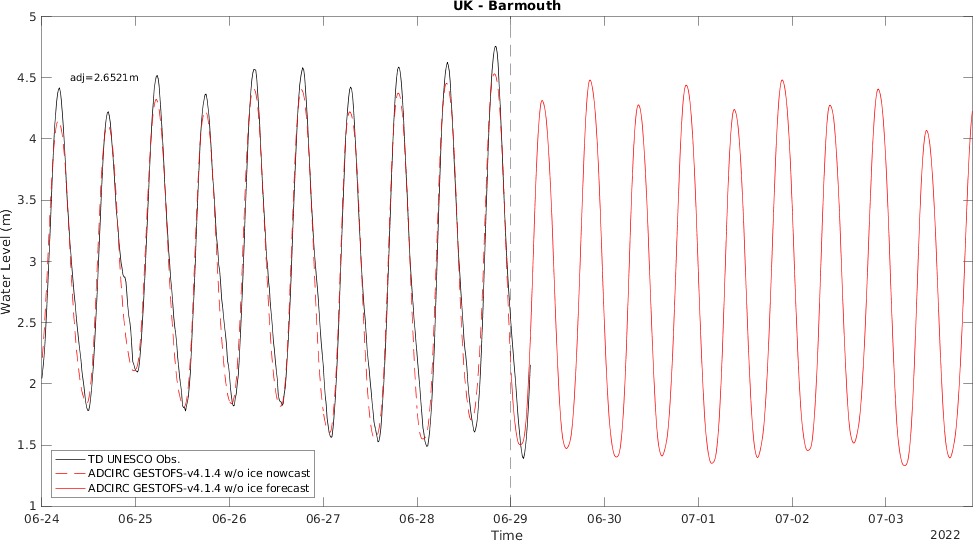 UK - Barmouth
adj=2.6521m
Water Level (m)
5
4.5
4
3.5
3
2.5
2
1.5
1
TD UNESCO Obs.
ADCIRC GESTOFS-v4.1.4 w/o ice nowcast
ADCIRC GESTOFS-v4.1.4 w/o ice forecast
06-24 06-25 06-26 06-27 06-28 06-29 06-30 07-01 07-02 07-03
Time
2022